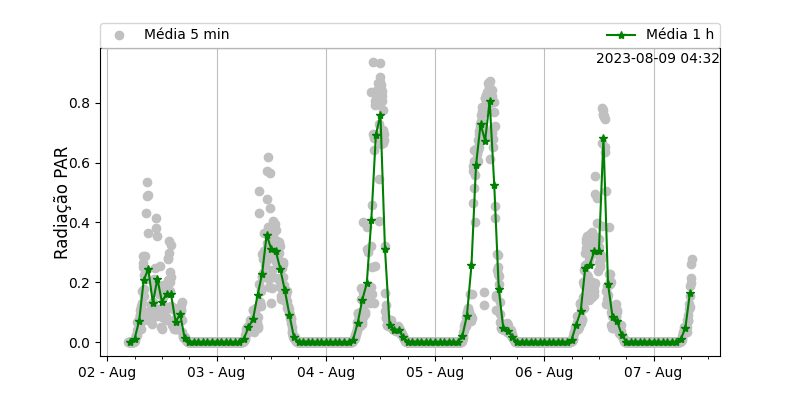 Média 5 min
Média 1 h
2023-08-09 04:32
Radiação PAR
0.8
0.6
0.4
0.2
0.0
02 - Aug
03 - Aug
04 - Aug
05 - Aug
06 - Aug
07 - Aug